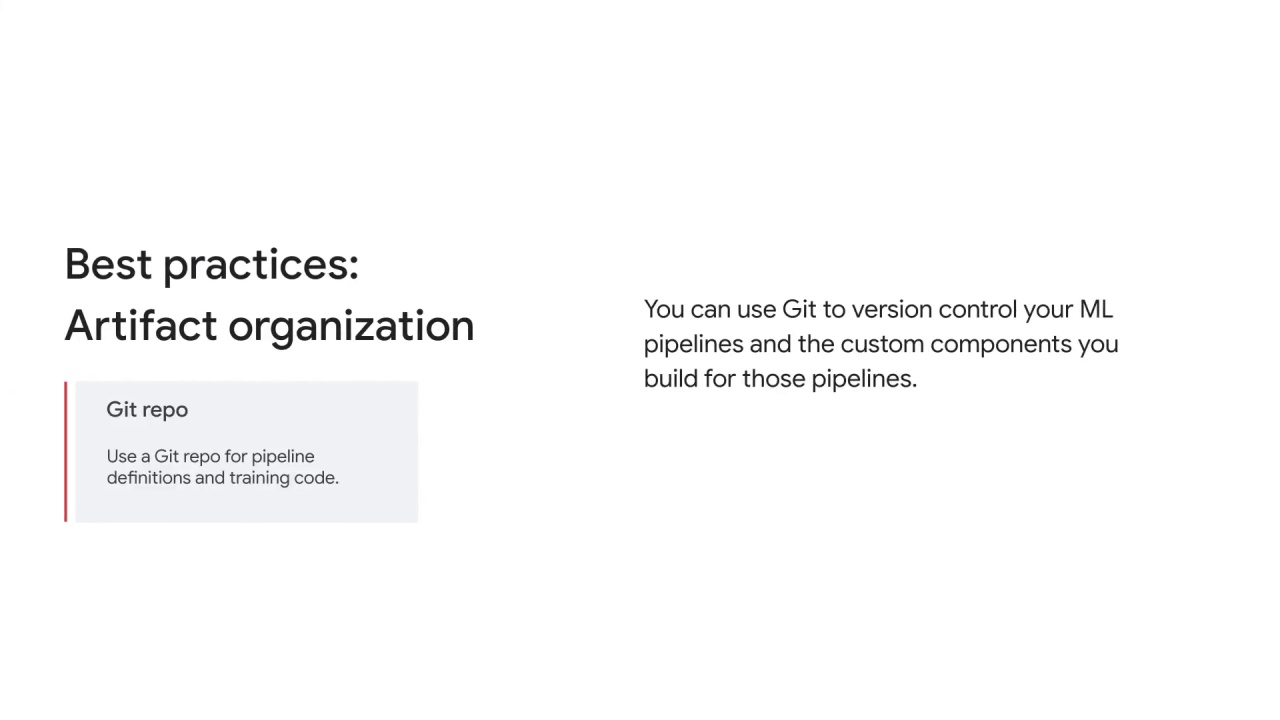 Best practices:
Artifact organization
Git repo
Use a Git repo for pipeline
definitions and training code.
You can use Git to version control your ML
pipelines and the custom components you
build for those pipelines.